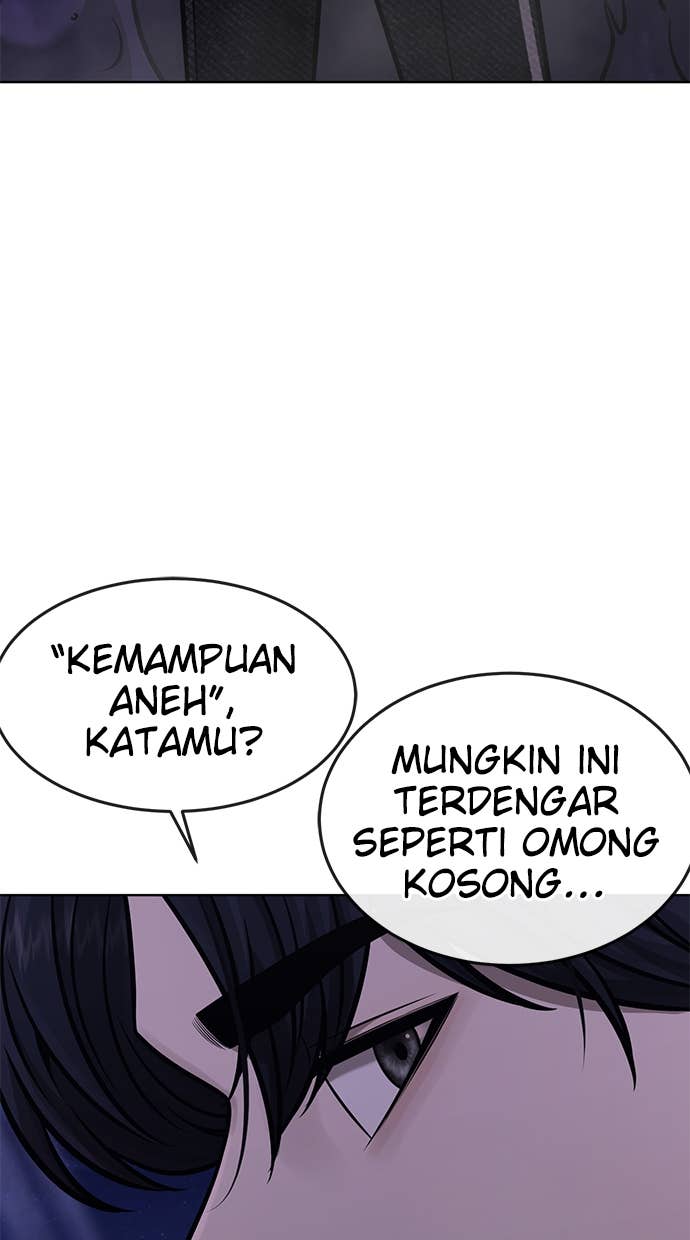 “KEMAMPUAN
ANEH”,
KATAMU?
MUNGKIN INI
TERDENGAR
SEPERTI OMONG
KOSONG...